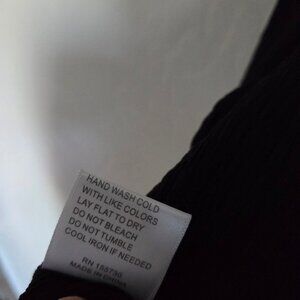 HAND WASH COLD
WITH LIKE COLORS
LAY FLAT TO DRY
DO NOT BLEACH
DO NOT TUMBLE
COOL IRON IF NEEDED
RN 155730
MADE IN CHINA